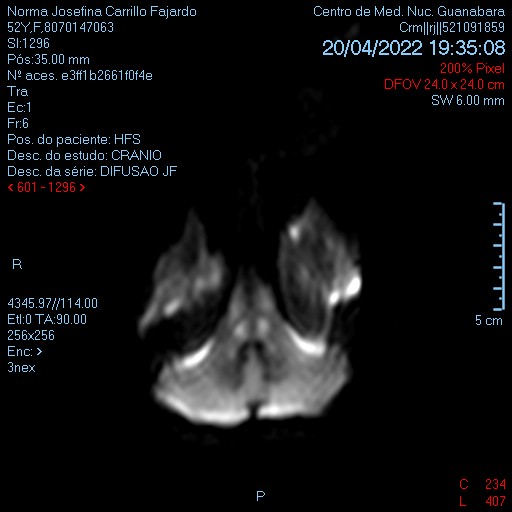 Norma Josefina Carrillo Fajardo
52Y,F,8070147063
Sl:1296
Pós:35.00 mm
Nº aces. e3ff1b2661f0f4e
Tra
Ec:1
Fr:6
Pos. do paciente: HFS
Desc. do estudo: CRANIO
Desc. da série: DIFUSAO JF
< 601 - 1296 >
Centro de Med. Nuc. Guanabara
Crm||rj||521091859
20/04/2022 19:35:08
200% Pixel
DFOV 24.0 x 24.0 cm
SW 6.00 mm
R
4345.97//114.00
Etl:0 TA:90.00
256x256
Enc: >
3nex
5 cm
P
C 234
L 407